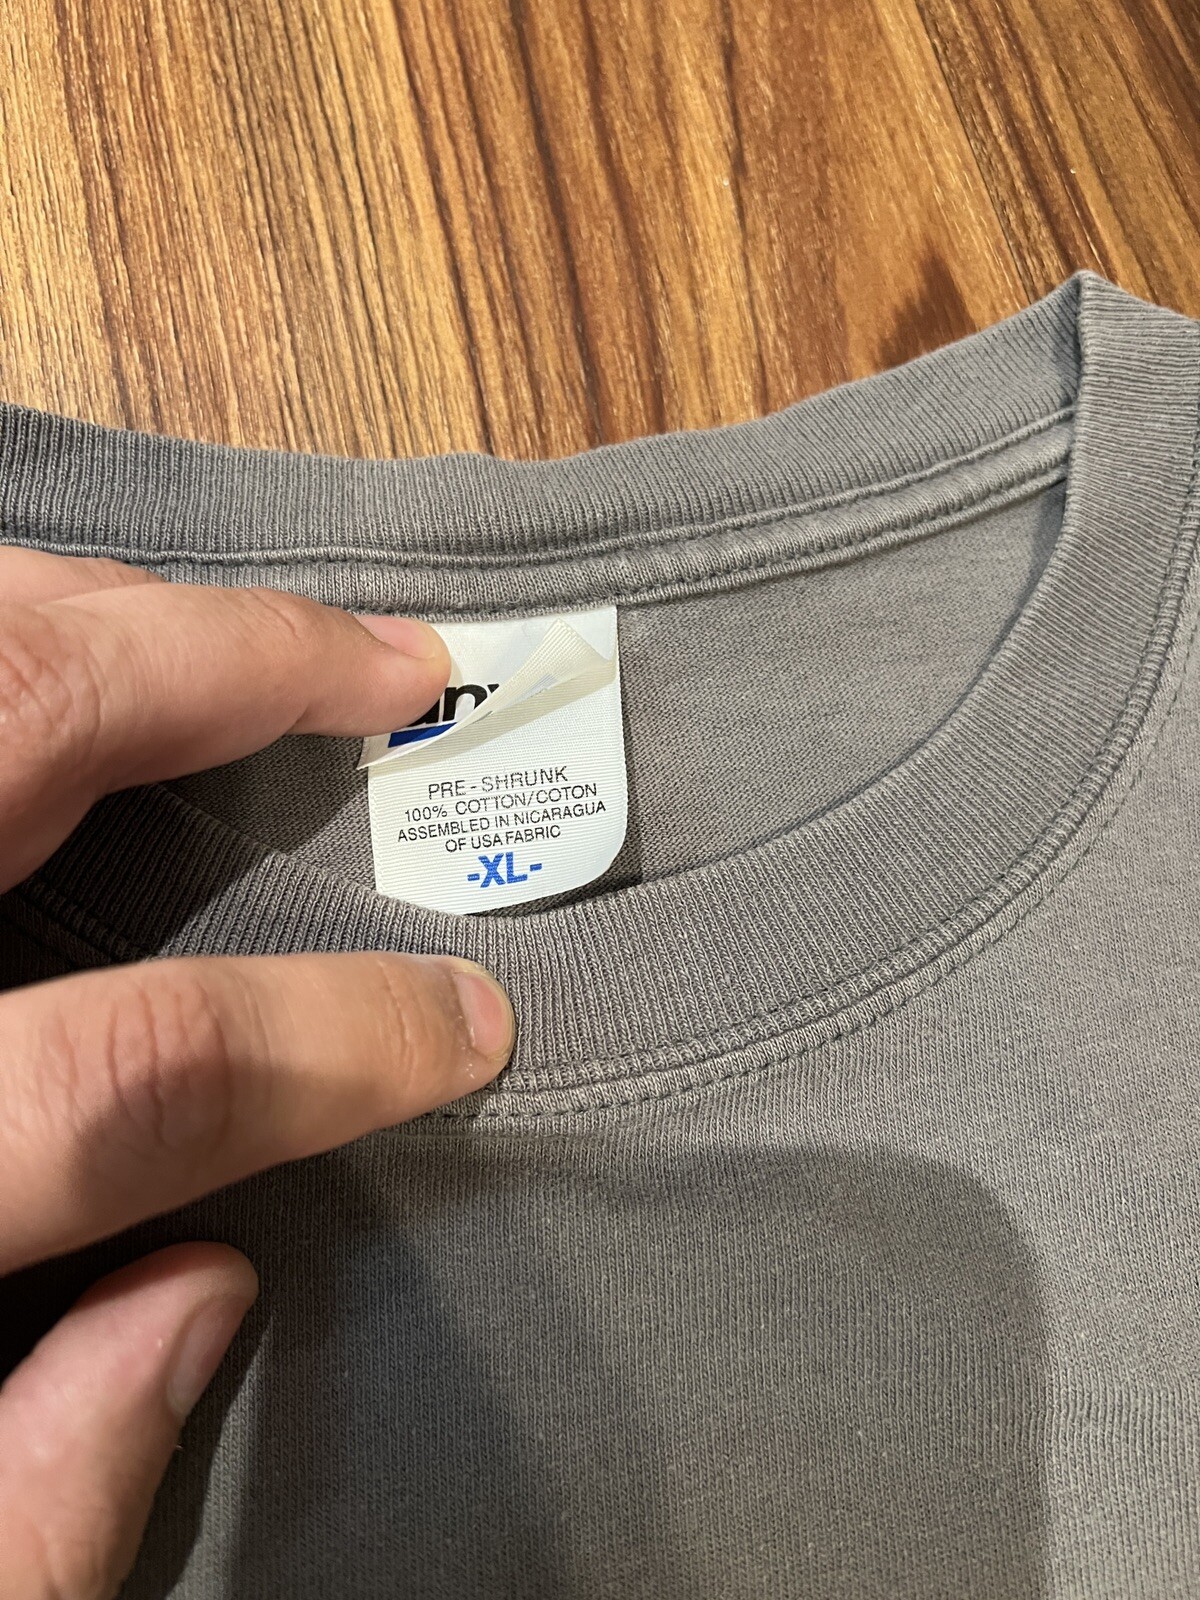 PRE-SHRUNK
100% COTTON/COTON
ASSEMBLED IN NICARAGUA
OF USA FABRIC
-XL-